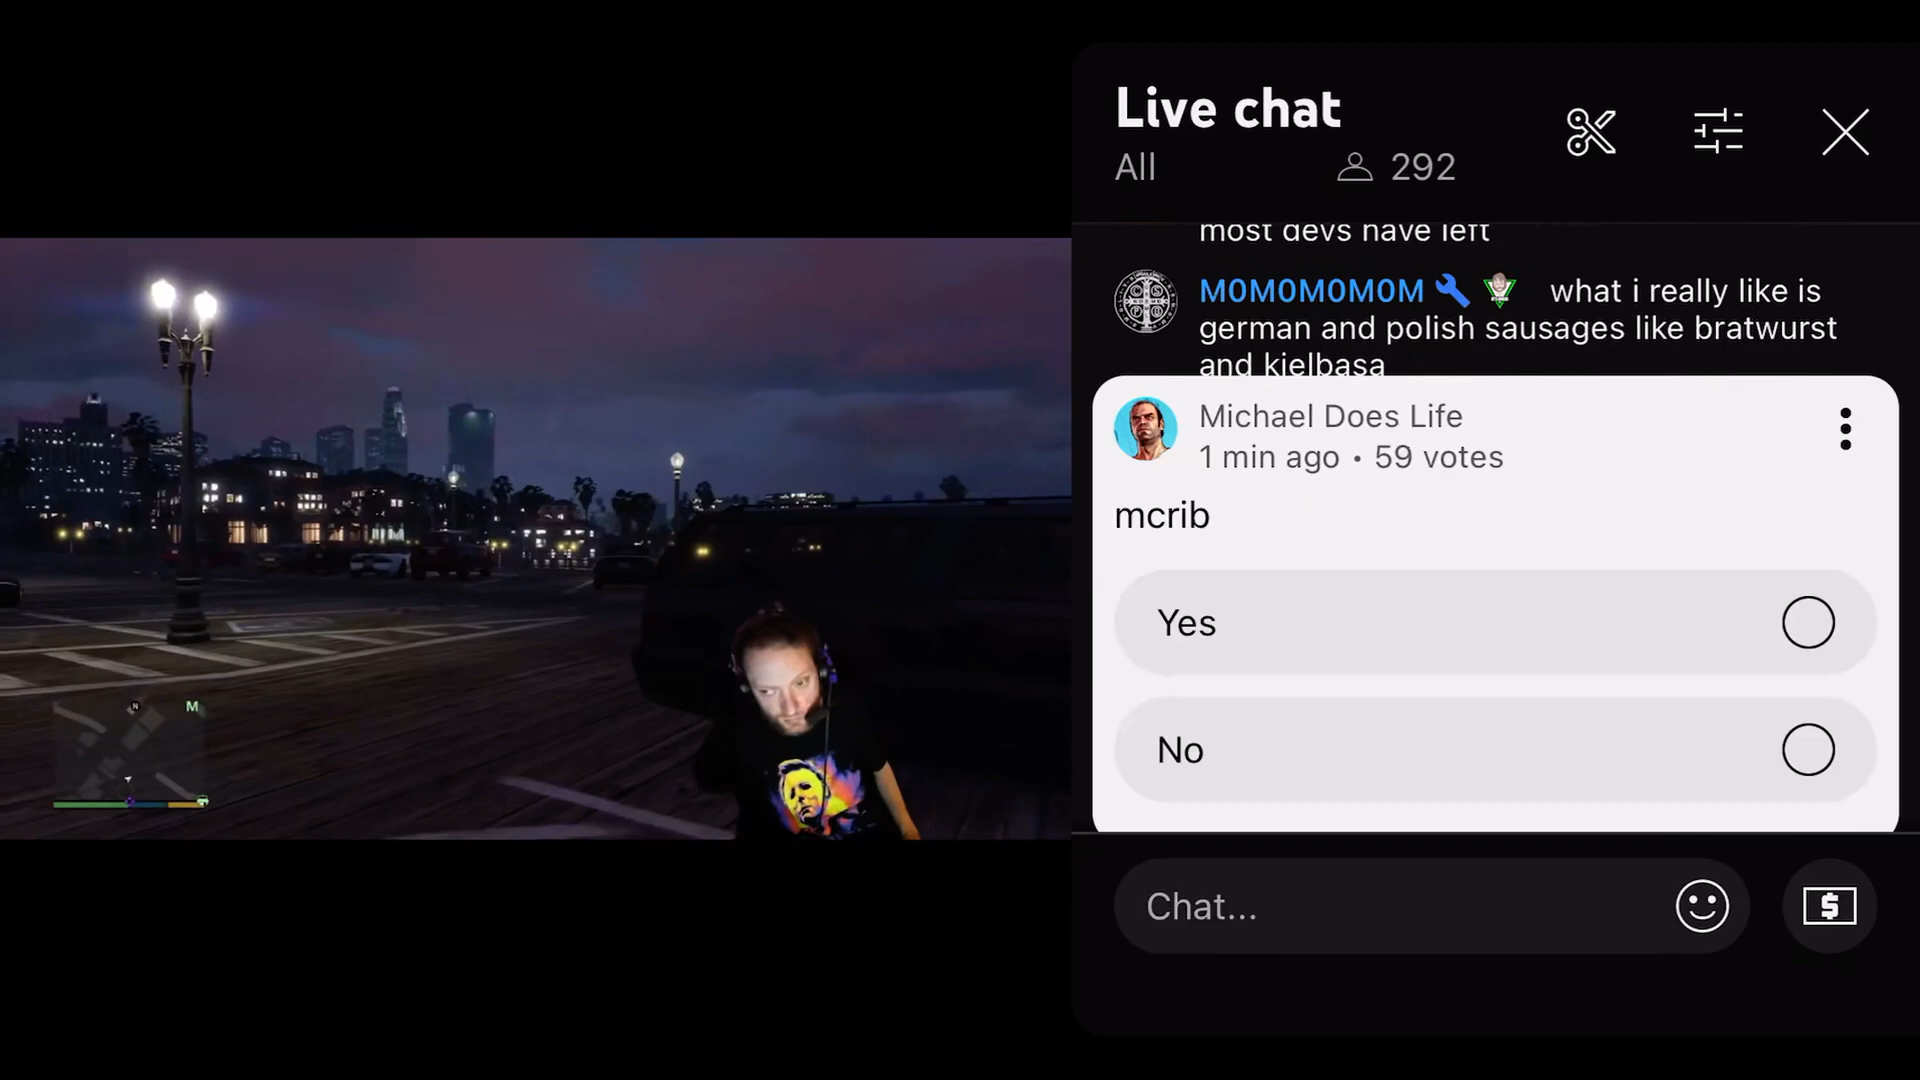 Live chat
All 292
most devs have left
M0M0M0M0M what i really like is
german and polish sausages like bratwurst
and kielbasa
Michael Does Life
1 min ago • 59 votes
mcrib
Yes
No
N M
Chat...
$